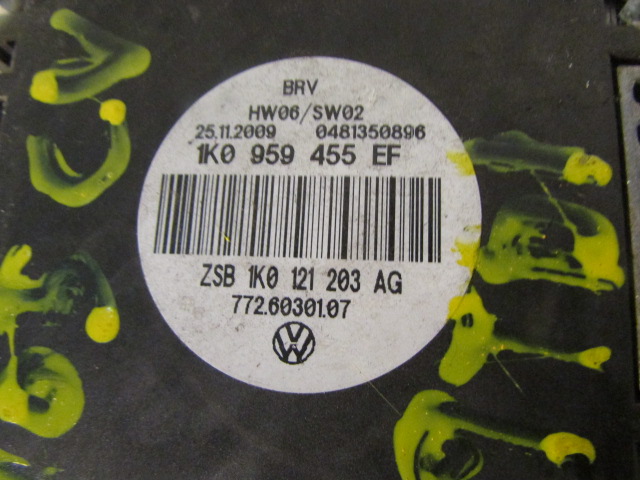 BRV
HW06/SW02
25.11.2009 0481350896
1K0 959 455 EF
ZSB 1K0 121 203 AG
772.60301.07
VW